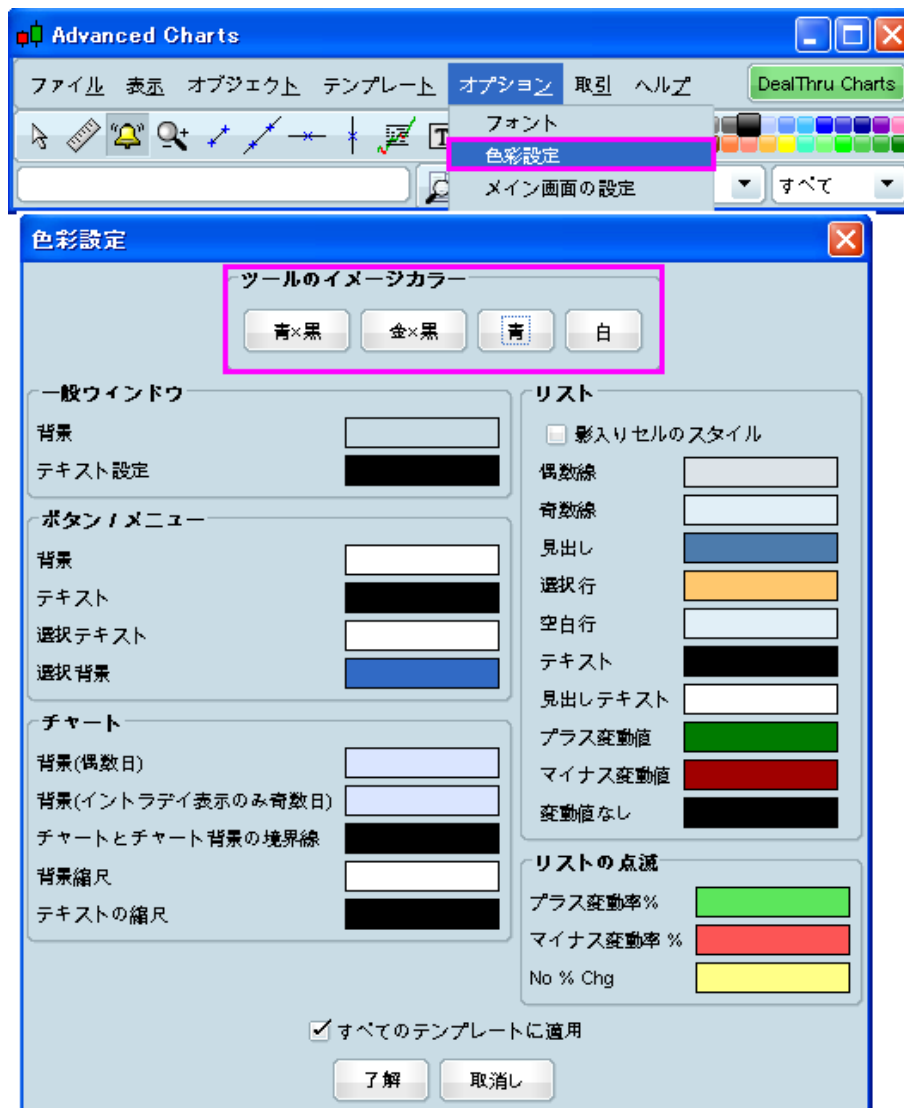 Advanced Charts
ファイル 表示 オブジェクト テンプレート オプション 取引 ヘルプ DealThru Charts
フォント
色彩設定
メイン画面の設定
すべて
色彩設定
ツールのイメージカラー
青×黒 金×黒 青 白
一般ウインドウ
背景
テキスト設定
ボタン / メニュー
背景
テキスト
選択テキスト
選択背景
チャート
背景(偶数日)
背景(イントラデイ表示のみ奇数日)
チャートとチャート背景の境界線
背景縮尺
テキストの縮尺
リスト
影入りセルのスタイル
偶数線
奇数線
見出し
選択行
空白行
テキスト
見出しテキスト
プラス変動値
マイナス変動値
変動値なし
リストの点滅
プラス変動率%
マイナス変動率 %
No % Chg
すべてのテンプレートに適用
了解 取消し